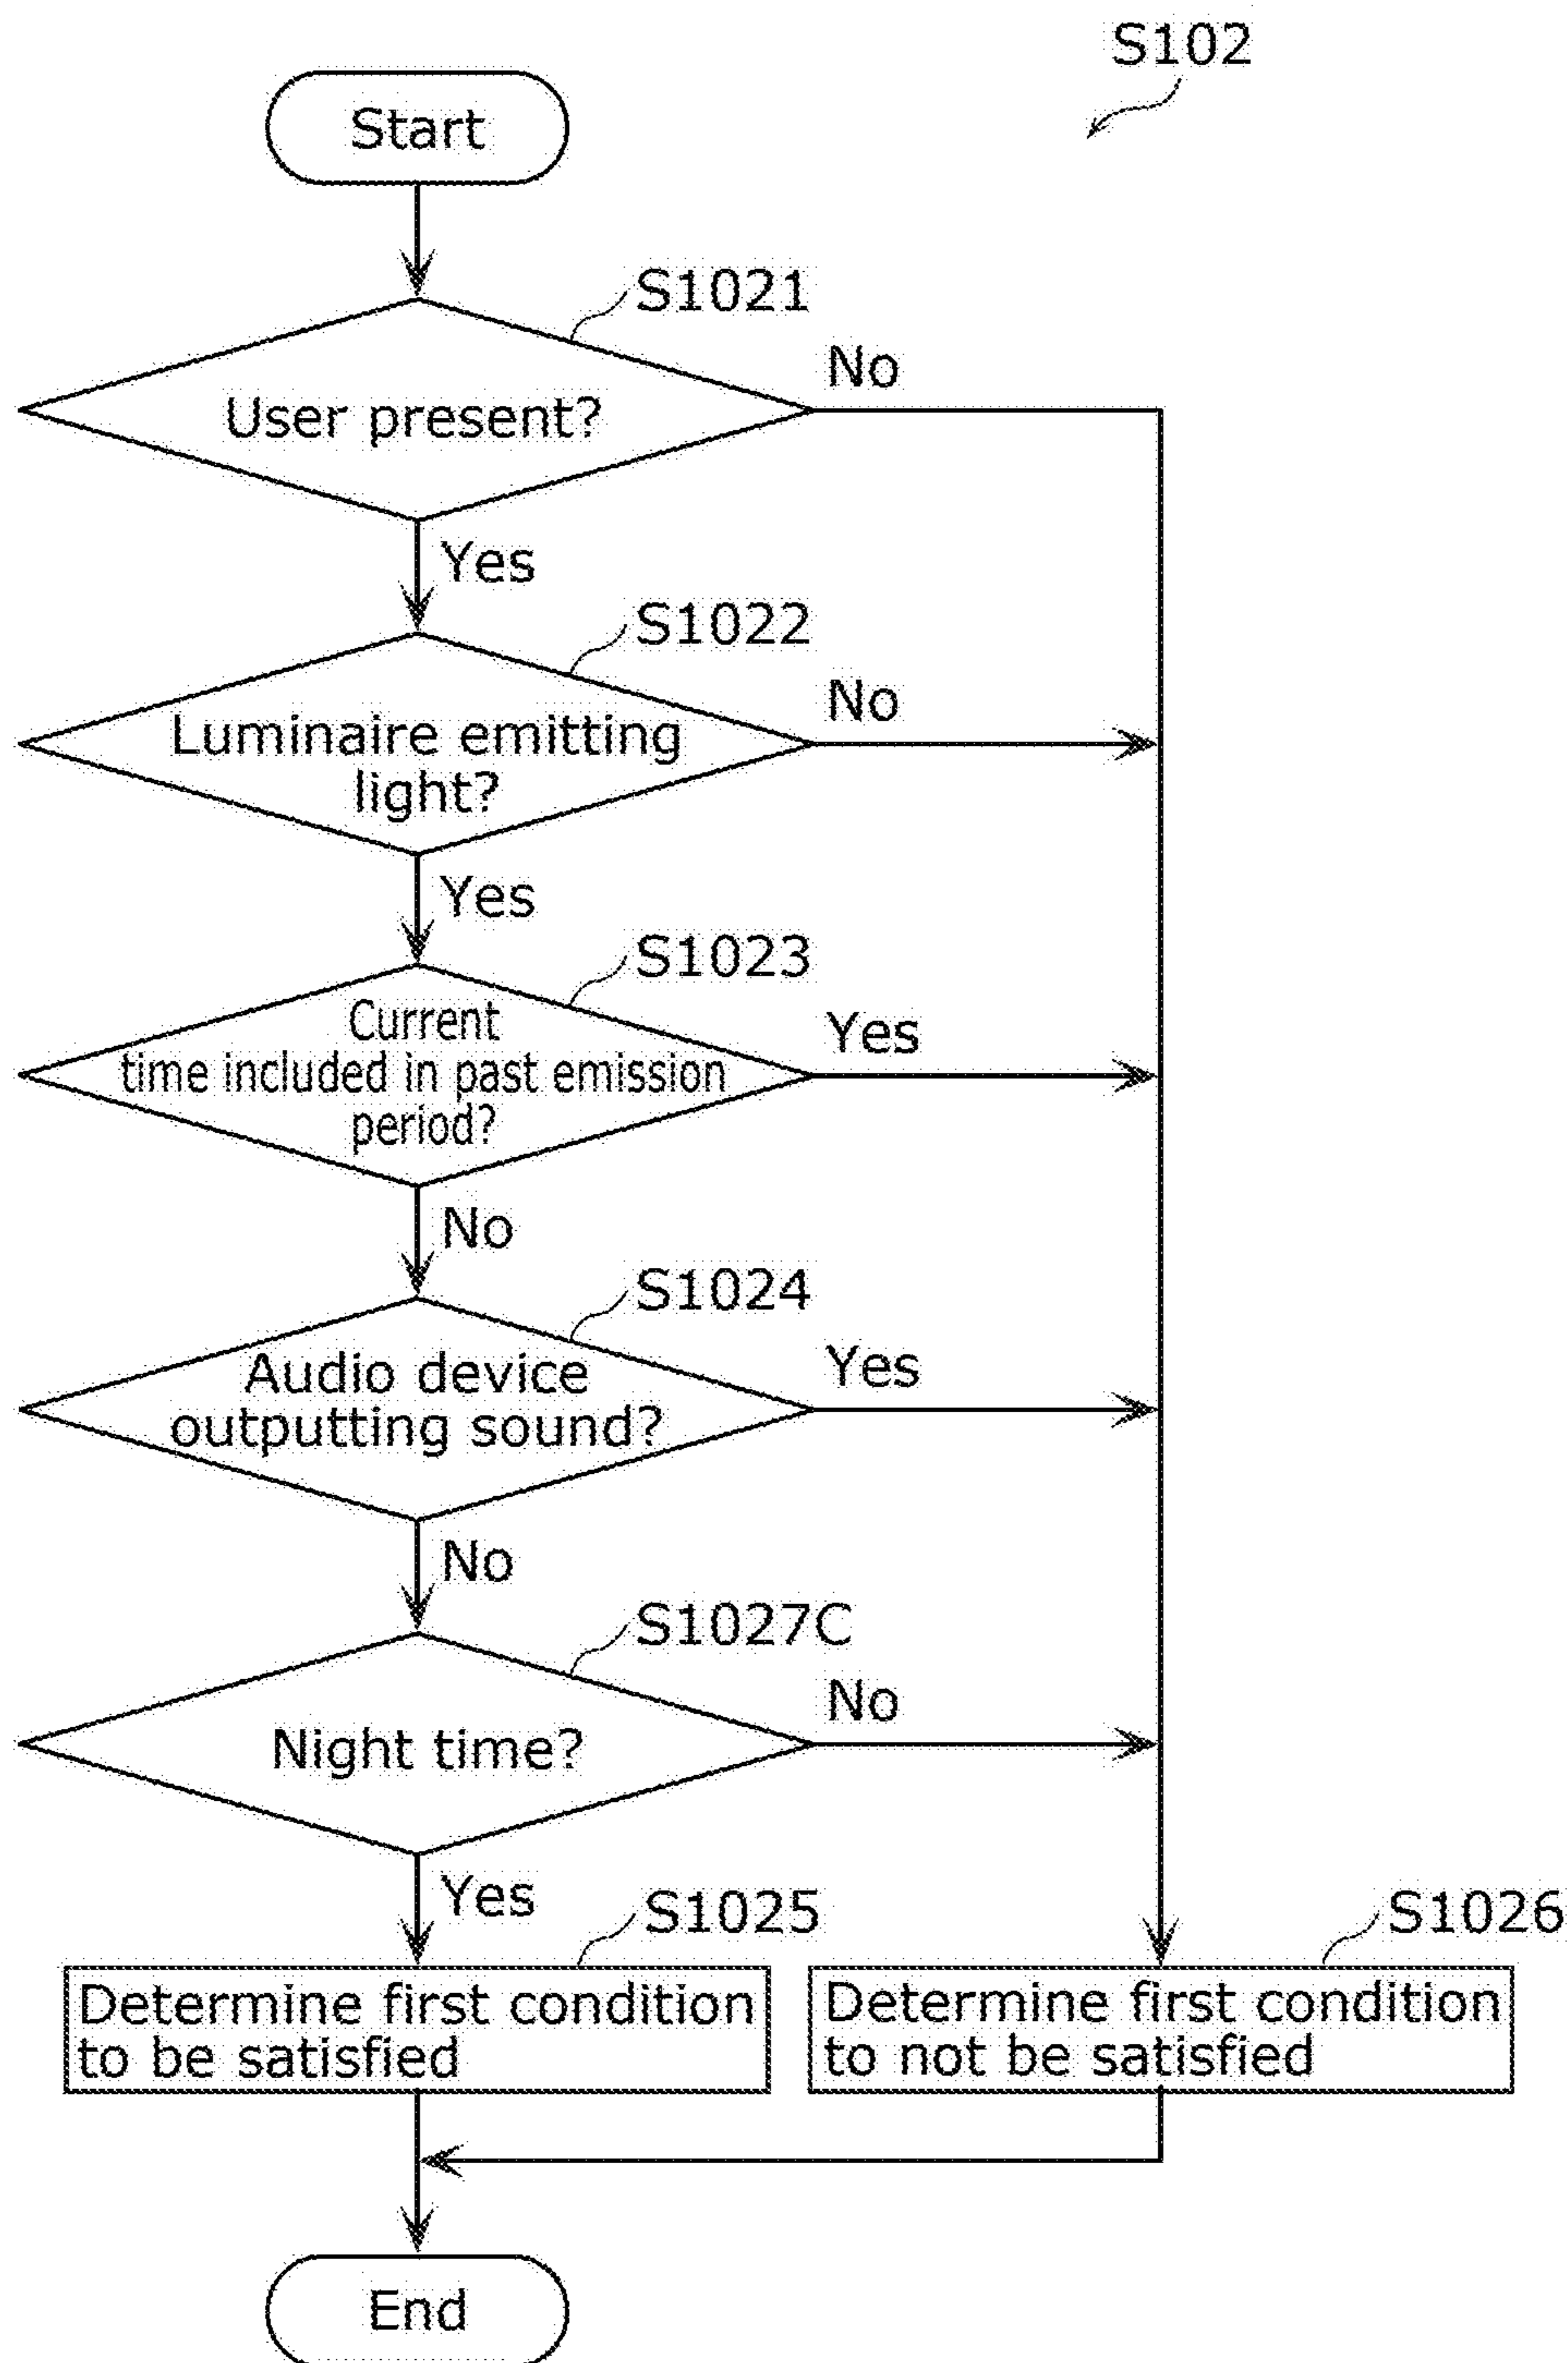 S102
Start
S1021
User present?
No
Yes
S1022
Luminaire emitting
light?
No
Yes
S1023
Current
time included in past emission
period?
Yes
No
S1024
Audio device
outputting sound?
Yes
No
S1027C
Night time?
No
Yes
S1025
Determine first condition
to be satisfied
S1026
Determine first condition
to not be satisfied
End